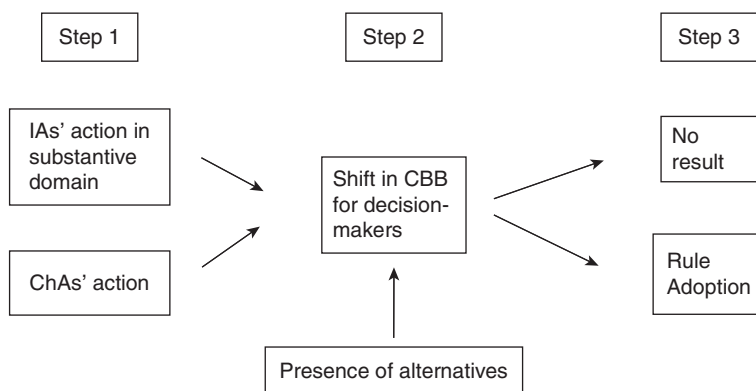 Step 1
Step 2
Step 3
IAs' action in
substantive
domain
ChAs' action
Shift in CBB
for decision-
makers
Presence of alternatives
No
result
Rule
Adoption